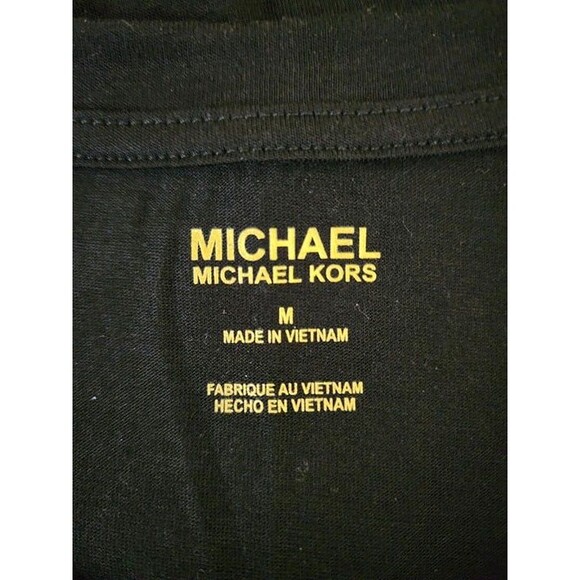 MICHAEL
MICHAEL KORS
M
MADE IN VIETNAM
FABRIQUE AU VIETNAM
HECHO EN VIETNAM